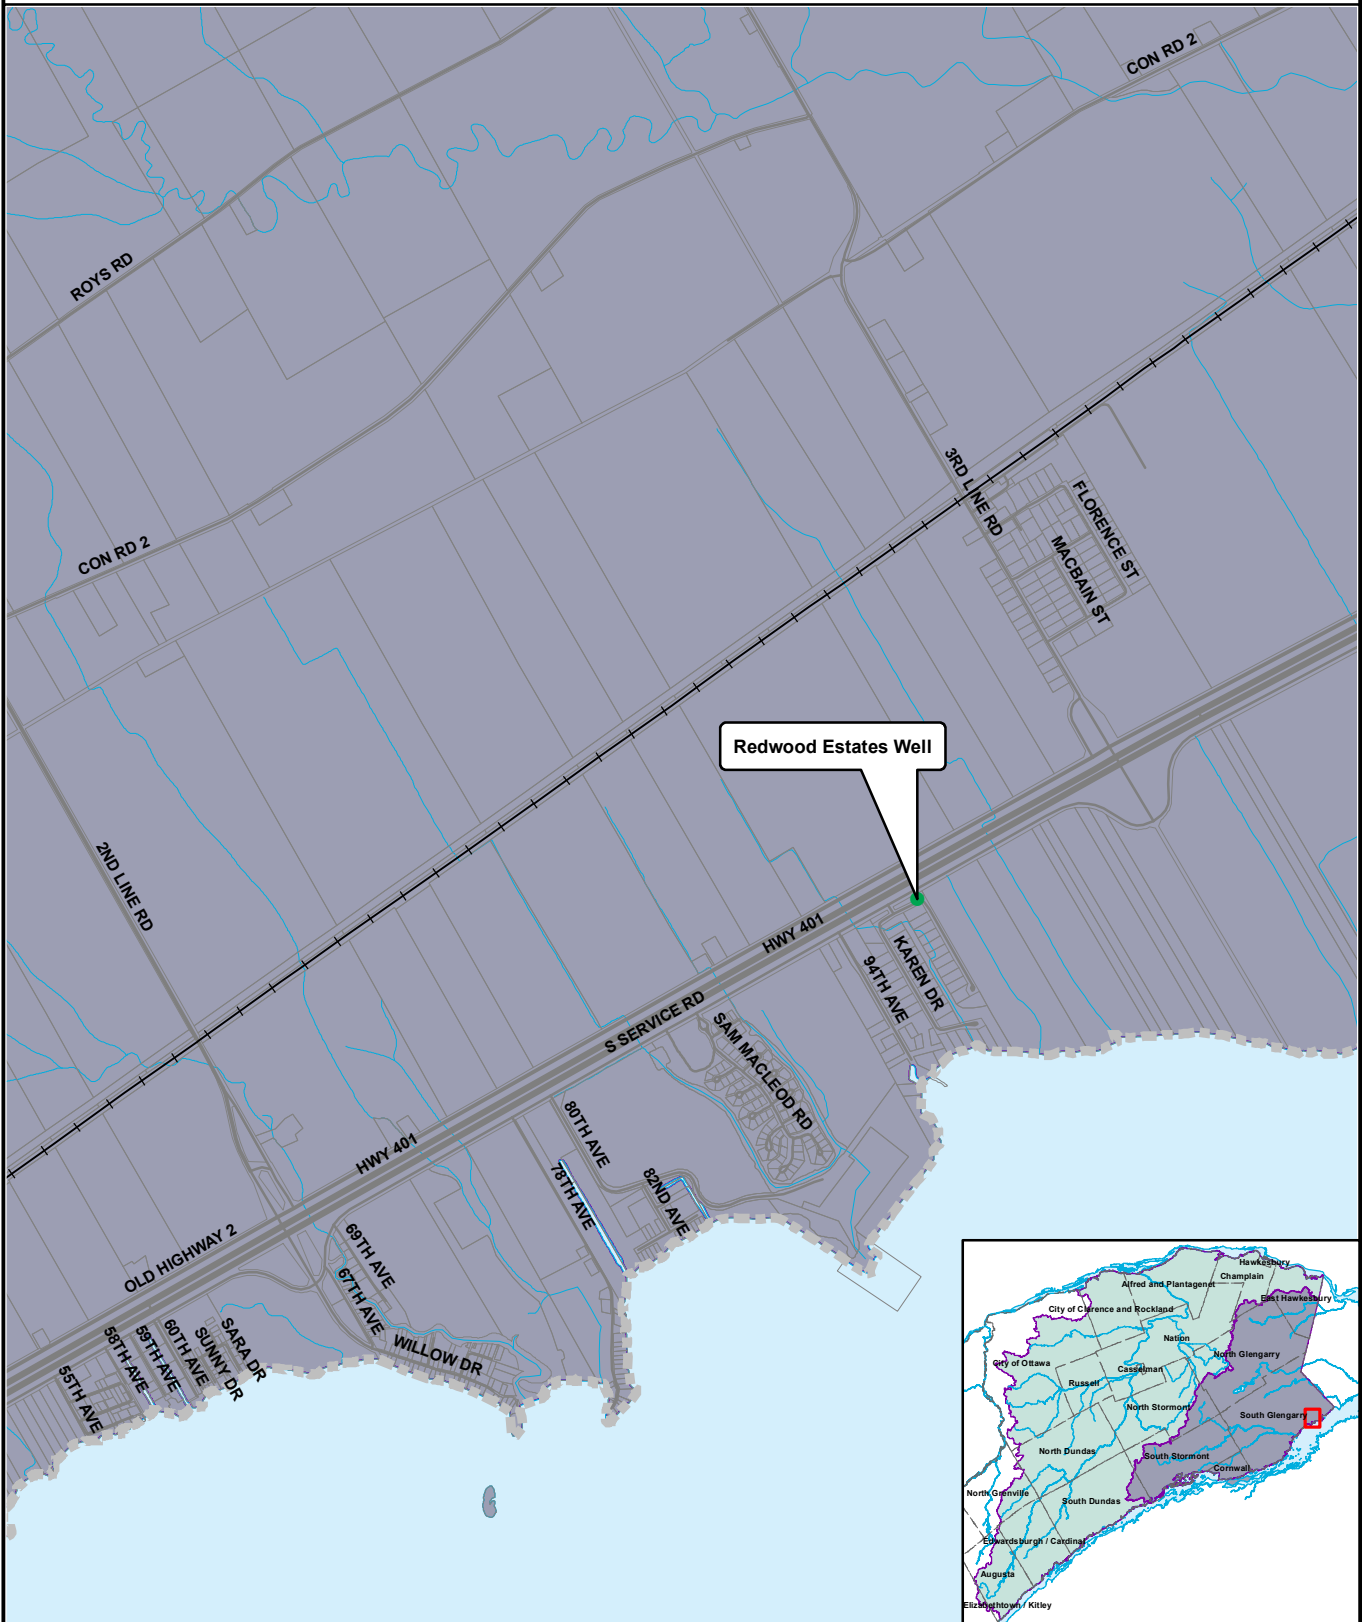 CON RD 2
ROYS RD
3RD LINE RD
FLORENCE ST
MACBAIN ST
CON RD 2
Redwood Estates Well
2ND LINE RD
HWY 401
KAREN DR
94TH AVE
S SERVICE RD
SAM MACLEOD RD
80TH AVE
HWY 401
78TH AVE
82ND AVE
OLD HIGHWAY 2
69TH AVE
67TH AVE
WILLOW DR
SARA DR
SUNNY DR
60TH AVE
59TH AVE
58TH AVE
55TH AVE
Hawkesbury
Champlain
Alfred and Plantagenet
East Hawkesbury
City of Clarence and Rockland
Nation
North Glengarry
City of Ottawa
Casselman
Russell
North Stormont
South Glengarry
North Dundas
South Stormont
Cornwall
North Grenville
South Dundas
Edwardsburgh / Cardinal
Augusta
Elizabethtown / Kitley